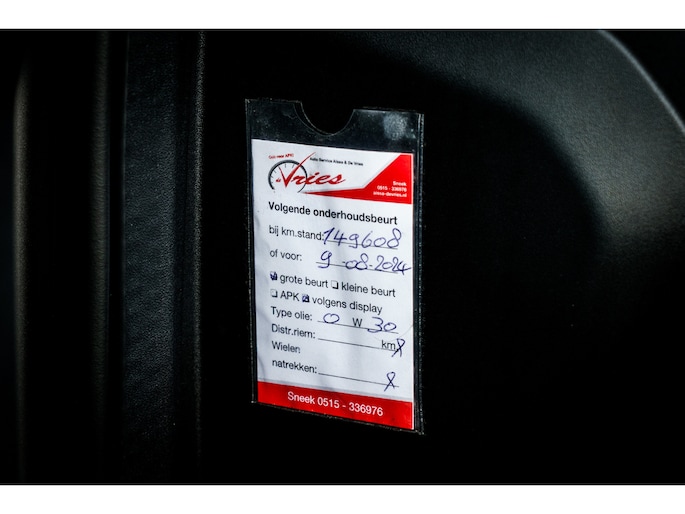 Vries
Sneek
0515 - 336976
Volgende onderhoudsbeurt
bij km.stand: 149608
of voor: 9-08-2024
grote beurt kleine beurt
APK volgens display
Type olie: 0 W 30
Distr.riem: km
Wielen
natrekken:
Sneek 0515 - 336976